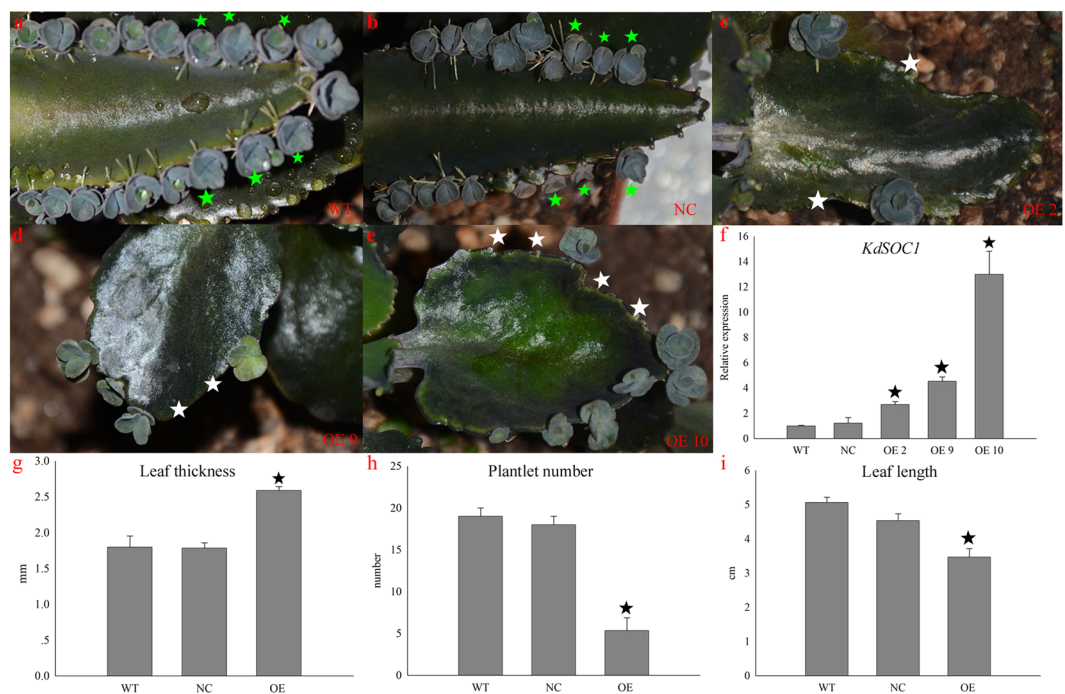 a
WT
b
NC
c
OE 2
d
OE 9
e
OE 10
f
KdSOC1
Relative expression
16
14
12
10
8
6
4
2
0
WT NC OE 2 OE 9 OE 10
g
Leaf thickness
mm
3.0
2.5
2.0
1.5
1.0
.5
0.0
WT NC OE
h
Plantlet number
number
25
20
15
10
5
0
WT NC OE
i
Leaf length
cm
6
5
4
3
2
1
0
WT NC OE